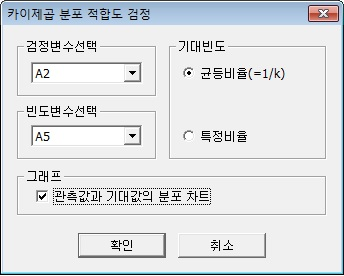 카이제곱 분포 적합도 검정
검정변수선택
A2
빈도변수선택
A5
기대빈도
균등비율(=1/k)
특정비율
그래프
관측값과 기대값의 분포 차트
확인
취소